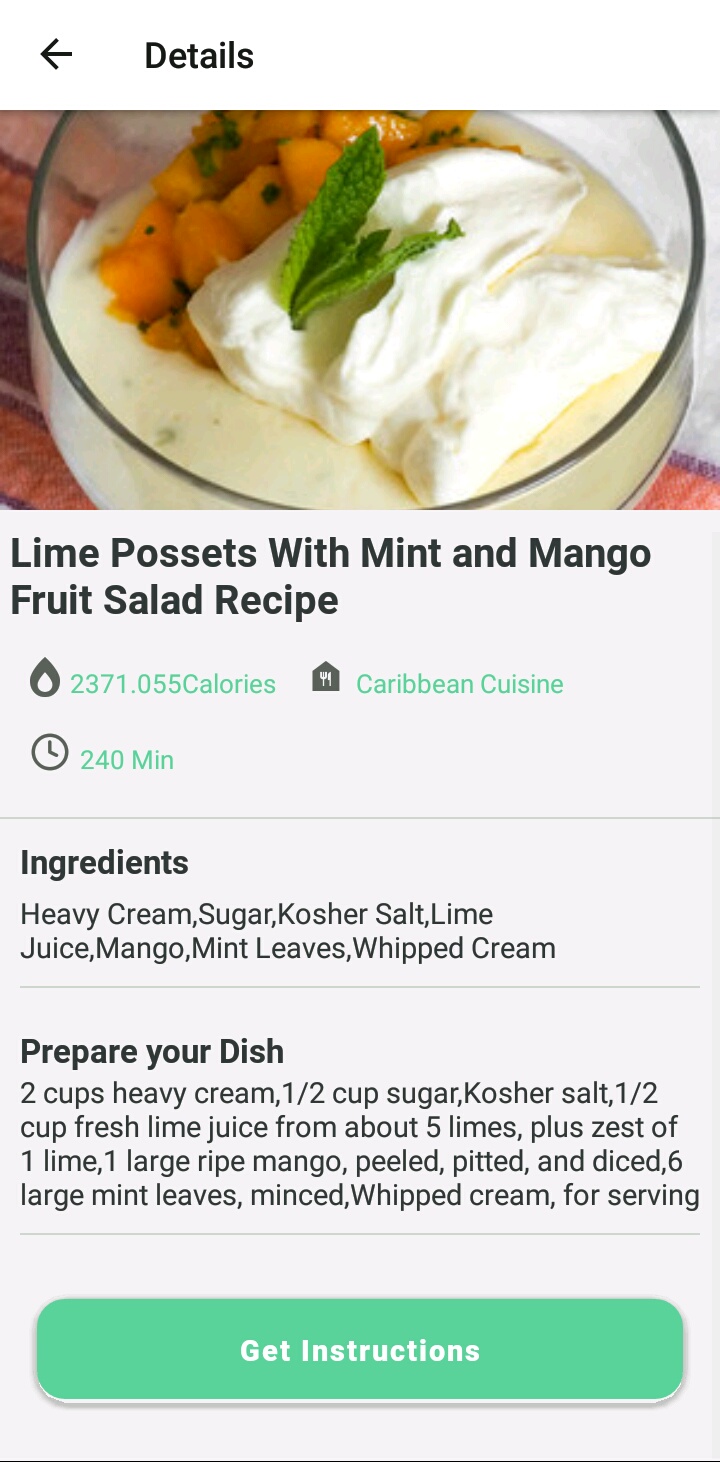 Details
Lime Possets With Mint and Mango
Fruit Salad Recipe
2371.055Calories
Caribbean Cuisine
240 Min
Ingredients
Heavy Cream,Sugar,Kosher Salt,Lime
Juice,Mango,Mint Leaves,Whipped Cream
Prepare your Dish
2 cups heavy cream,1/2 cup sugar,Kosher salt,1/2
cup fresh lime juice from about 5 limes, plus zest of
1 lime,1 large ripe mango, peeled, pitted, and diced,6
large mint leaves, minced,Whipped cream, for serving
Get Instructions